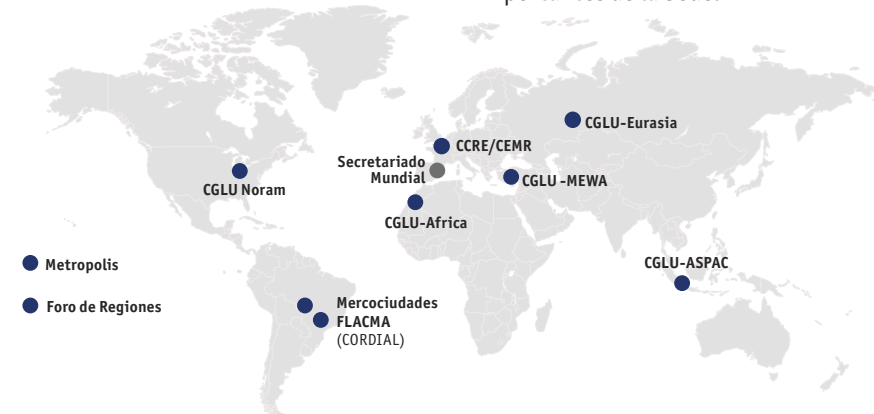 CGLU-Eurasia
CCRE/CEMR
Secretariado
Mundial
CGLU -MEWA
CGLU Noram
CGLU-Africa
CGLU-ASPAC
Metropolis
Foro de Regiones
Mercociudades
FLACMA
(CORDIAL)